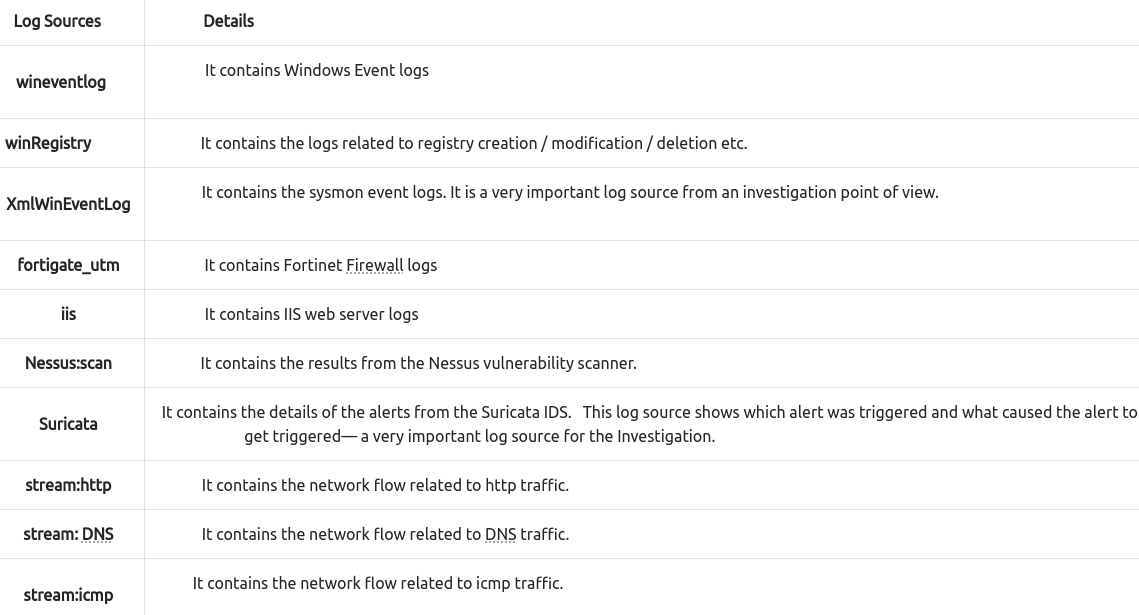 Log Sources Details
wineventlog It contains Windows Event logs
winRegistry It contains the logs related to registry creation / modification / deletion etc.
XmlWinEventLog It contains the sysmon event logs. It is a very important log source from an investigation point of view.
fortigate_utm It contains Fortinet Firewall logs
iis It contains IIS web server logs
Nessus:scan It contains the results from the Nessus vulnerability scanner.
Suricata It contains the details of the alerts from the Suricata IDS. This log source shows which alert was triggered and what caused the alert to
get triggered— a very important log source for the Investigation.
stream:http It contains the network flow related to http traffic.
stream: DNS It contains the network flow related to DNS traffic.
stream:icmp It contains the network flow related to icmp traffic.